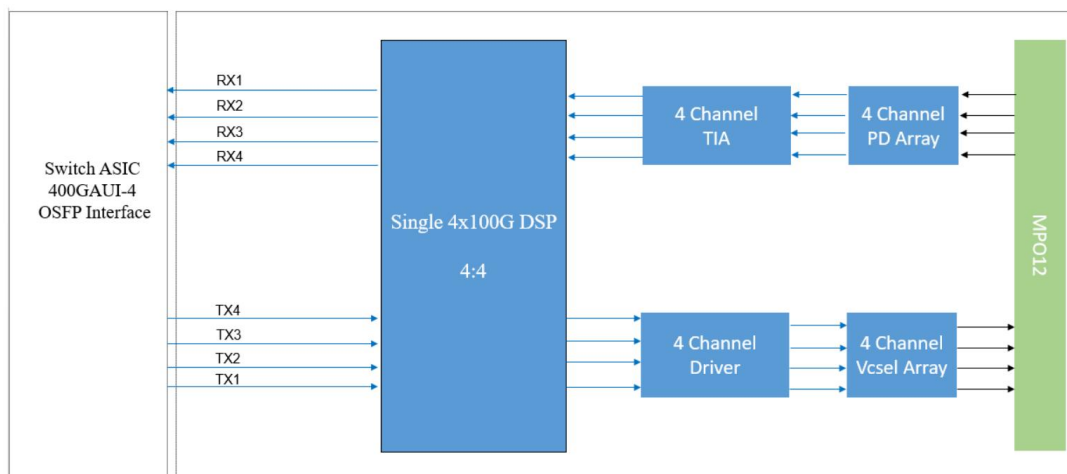 RX1
RX2
RX3
RX4
Switch ASIC
400GAUI-4
OSFP Interface
TX4
TX3
TX2
TX1
Single 4x100G DSP
4:4
4 Channel
TIA
4 Channel
PD Array
4 Channel
Driver
4 Channel
Vcsel Array
MPO12